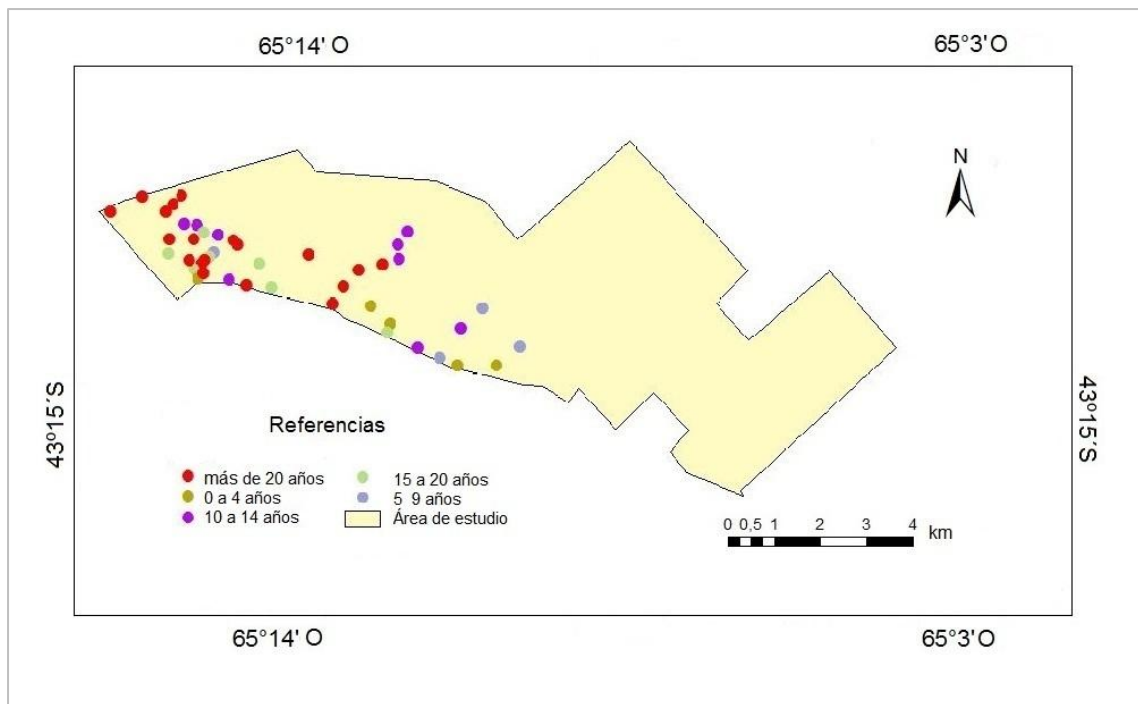 65°14' O 65°3'O
N
43°15´S 43°15´S
Referencias
más de 20 años 15 a 20 años
0 a 4 años 5 9 años
10 a 14 años Área de estudio
0 0,5 1 2 3 4 km
65°14' O 65°3'O